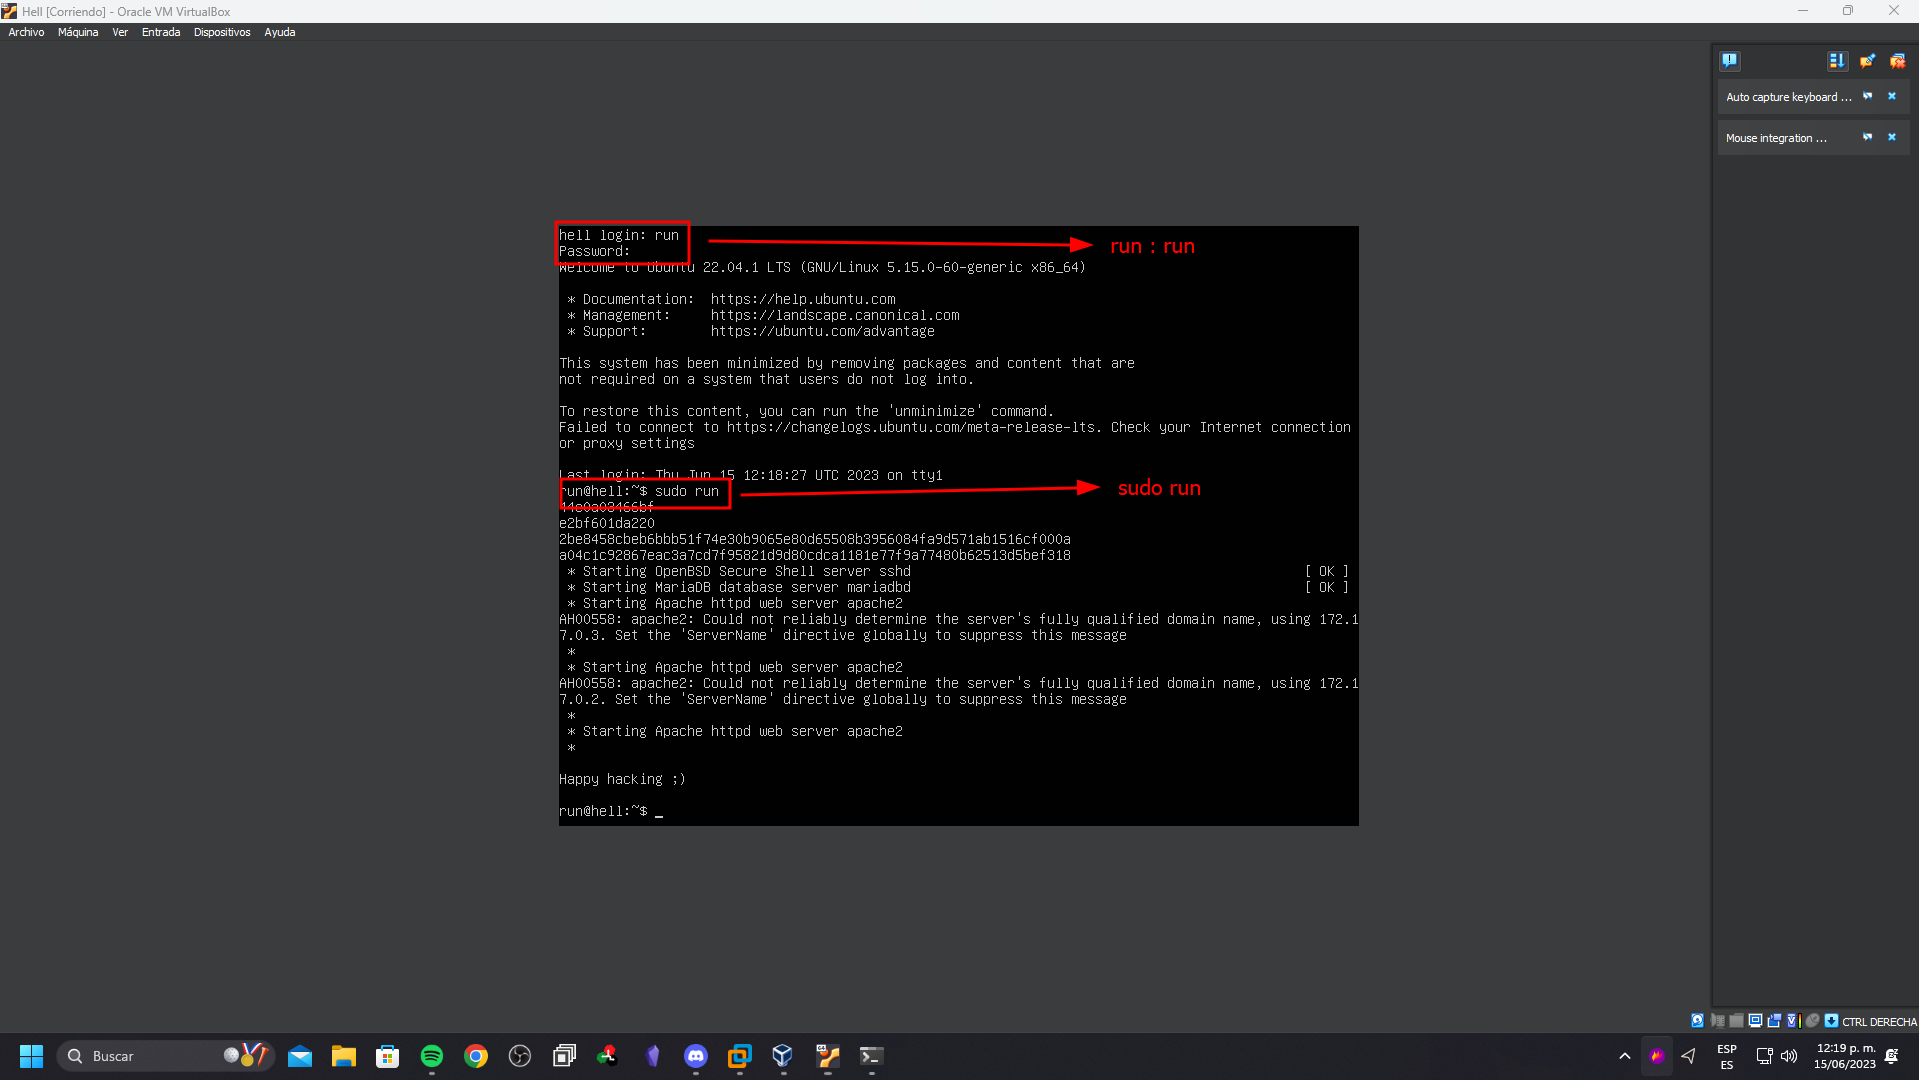 Hell [Corriendo] - Oracle VM VirtualBox
Archivo Máquina Ver Entrada Dispositivos Ayuda
Auto capture keyboard ...
Mouse integration ...
hell login: run
Password:
run : run
Welcome to Ubuntu 22.04.1 LTS (GNU/Linux 5.15.0-60-generic x86_64)
* Documentation: https://help.ubuntu.com
* Management: https://landscape.canonical.com
* Support: https://ubuntu.com/advantage
This system has been minimized by removing packages and content that are
not required on a system that users do not log into.
To restore this content, you can run the 'unminimize' command.
Failed to connect to https://changelogs.ubuntu.com/meta-release-lts. Check your Internet connection
or proxy settings
Last login: Thu Jun 15 12:18:27 UTC 2023 on tty1
run@hell:~$ sudo run
sudo run
44e0a03466bf
e2bf601da220
2be8458cbeb6bbb51f74e30b9065e80d65508b3956084fa9d571ab1516cf000a
a04c1c92867eac3a7cd7f95821d9d80cdca1181e77f9a77480b62513d5bef318
* Starting OpenBSD Secure Shell server sshd [ OK ]
* Starting MariaDB database server mariadbd [ OK ]
* Starting Apache httpd web server apache2
AH00558: apache2: Could not reliably determine the server's fully qualified domain name, using 172.1
7.0.3. Set the 'ServerName' directive globally to suppress this message
*
* Starting Apache httpd web server apache2
AH00558: apache2: Could not reliably determine the server's fully qualified domain name, using 172.1
7.0.2. Set the 'ServerName' directive globally to suppress this message
*
* Starting Apache httpd web server apache2
*
Happy hacking ;)
run@hell:~$ _
CTRL DERECHA
Buscar
ESP
ES
12:19 p. m.
15/06/2023